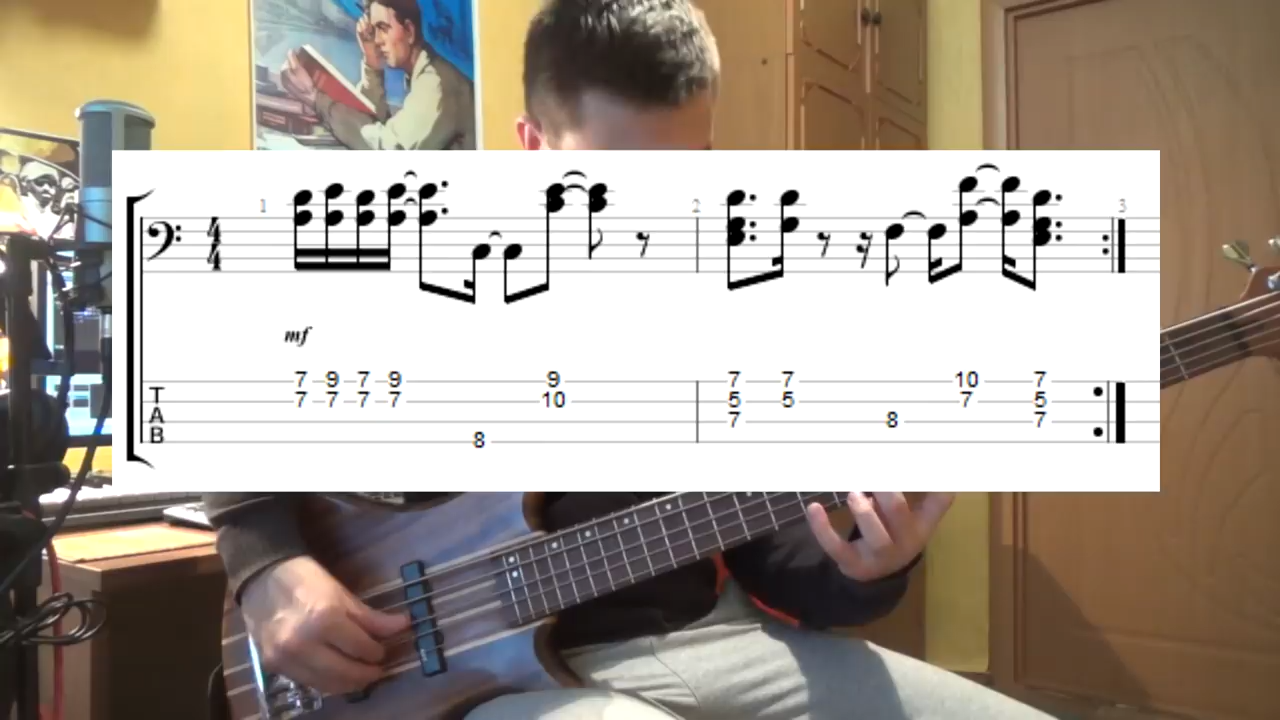 1 2 3
4
4
mf
7 9 7 9 9 7 7 10 7
T 7 7 7 7 10 5 5 7 5
A 7 8 7
B 8